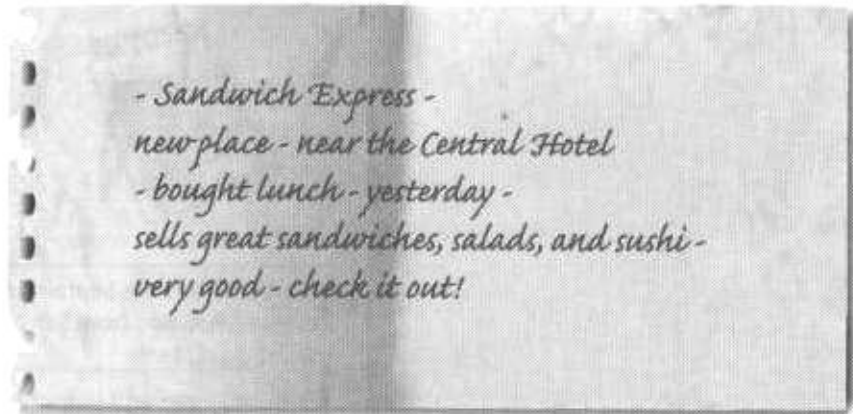 - Sandwich Express -
new place - near the Central Hotel
- bought lunch - yesterday -
sells great sandwiches, salads, and sushi -
very good - check it out!